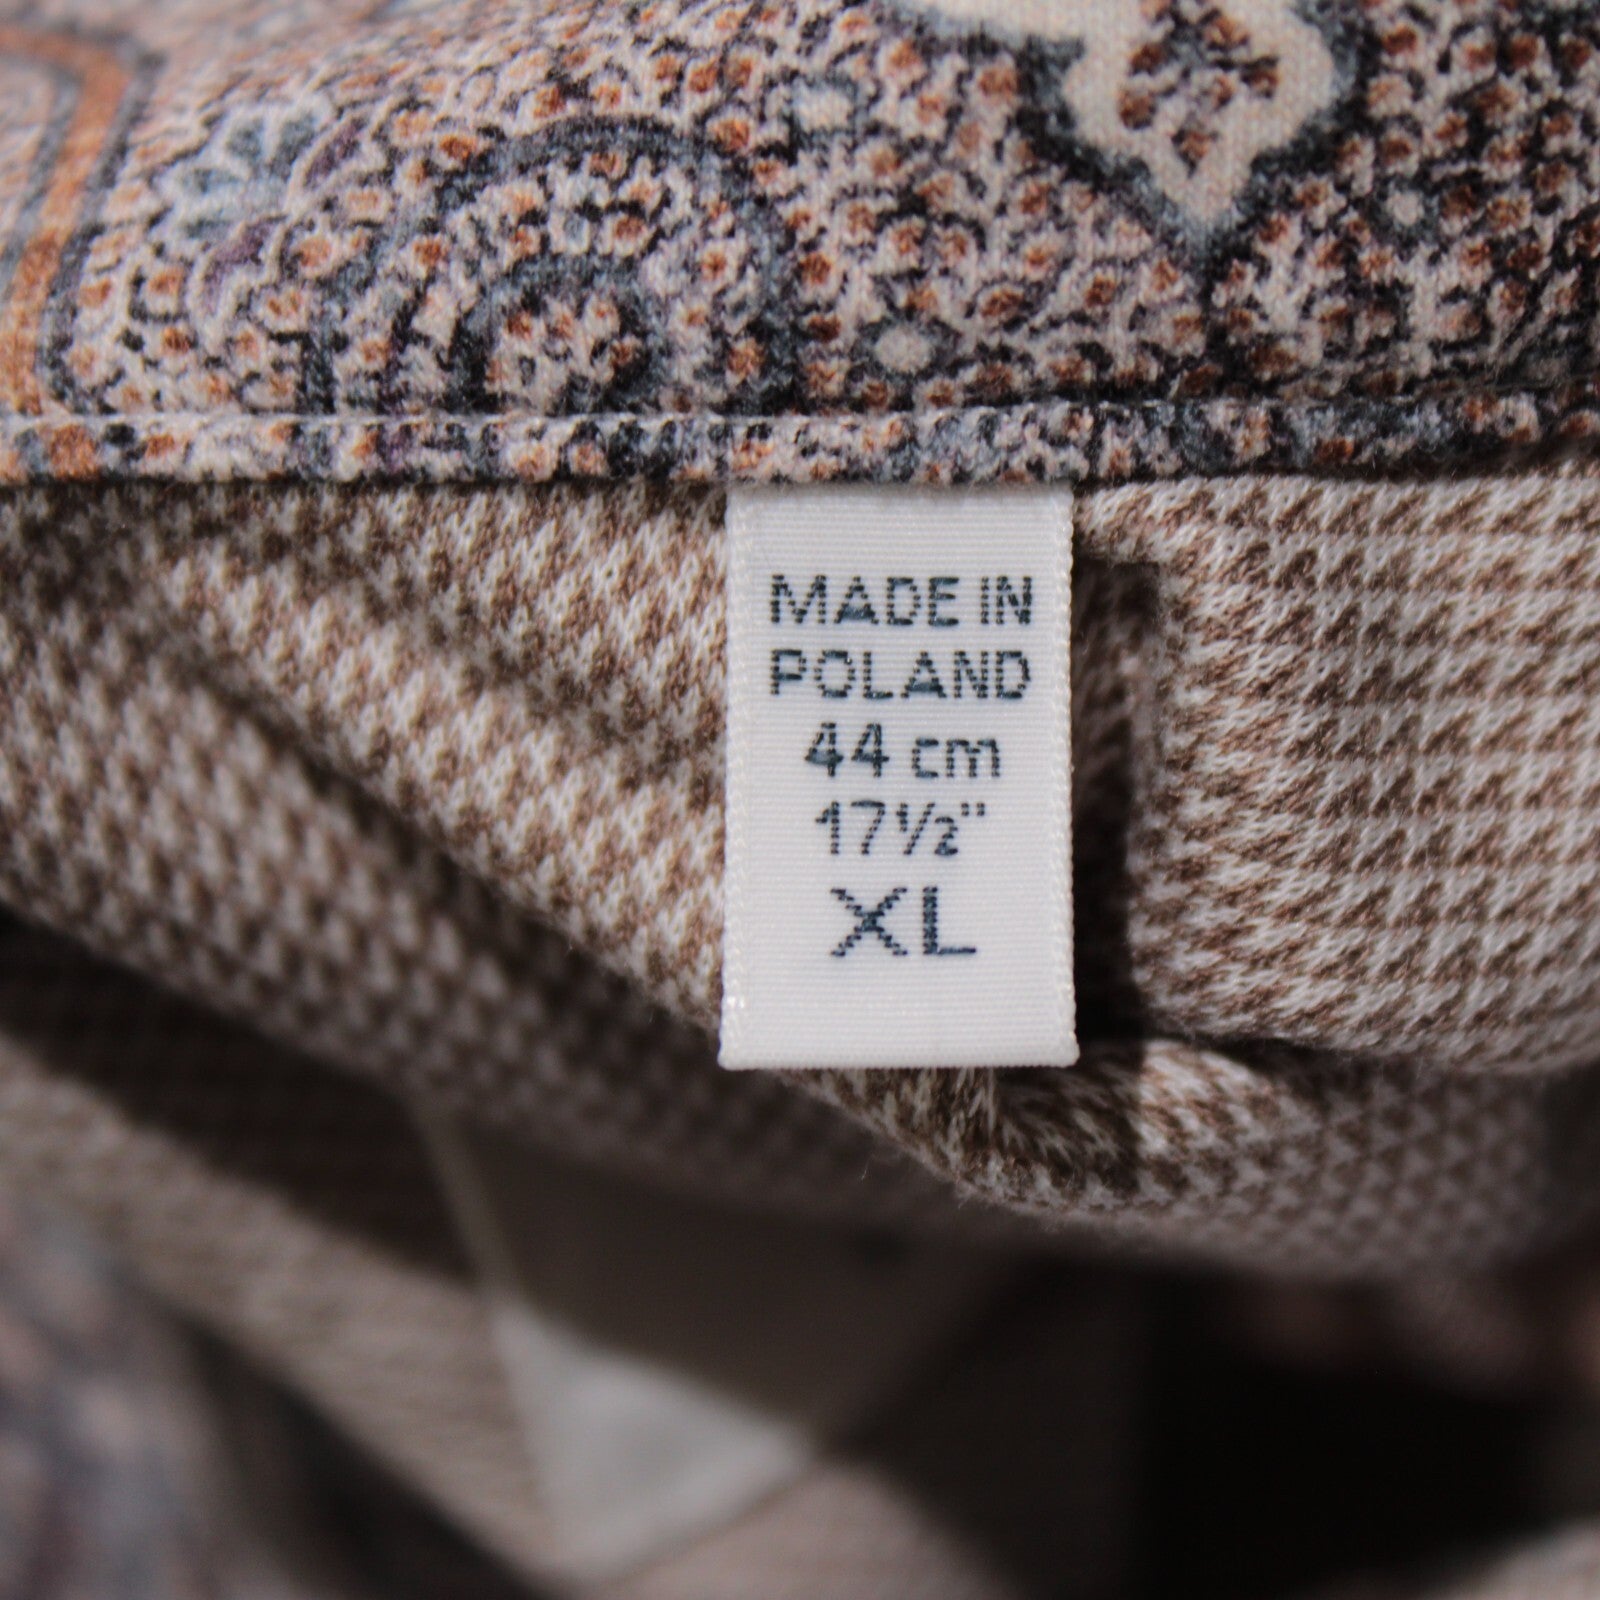 MADE IN
POLAND
44 cm
17½"
XL